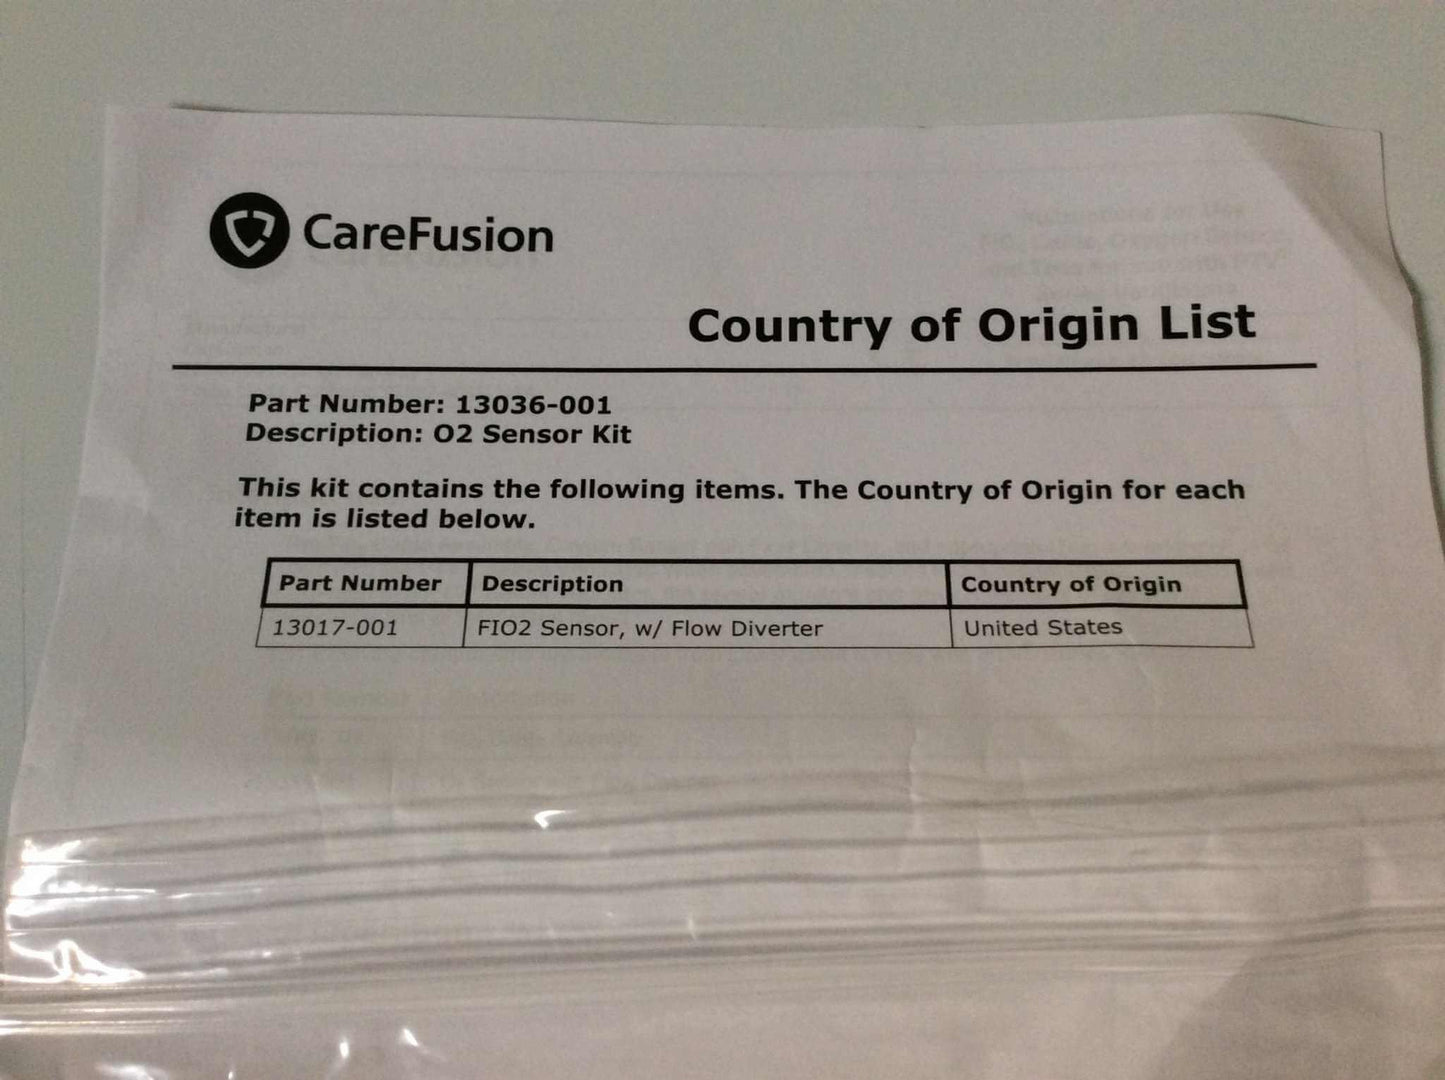 CareFusion
Country of Origin List
Part Number: 13036-001
Description: O2 Sensor Kit
This kit contains the following items. The Country of Origin for each
item is listed below.
Part Number Description Country of Origin
13017-001 FIO2 Sensor, w/ Flow Diverter United States